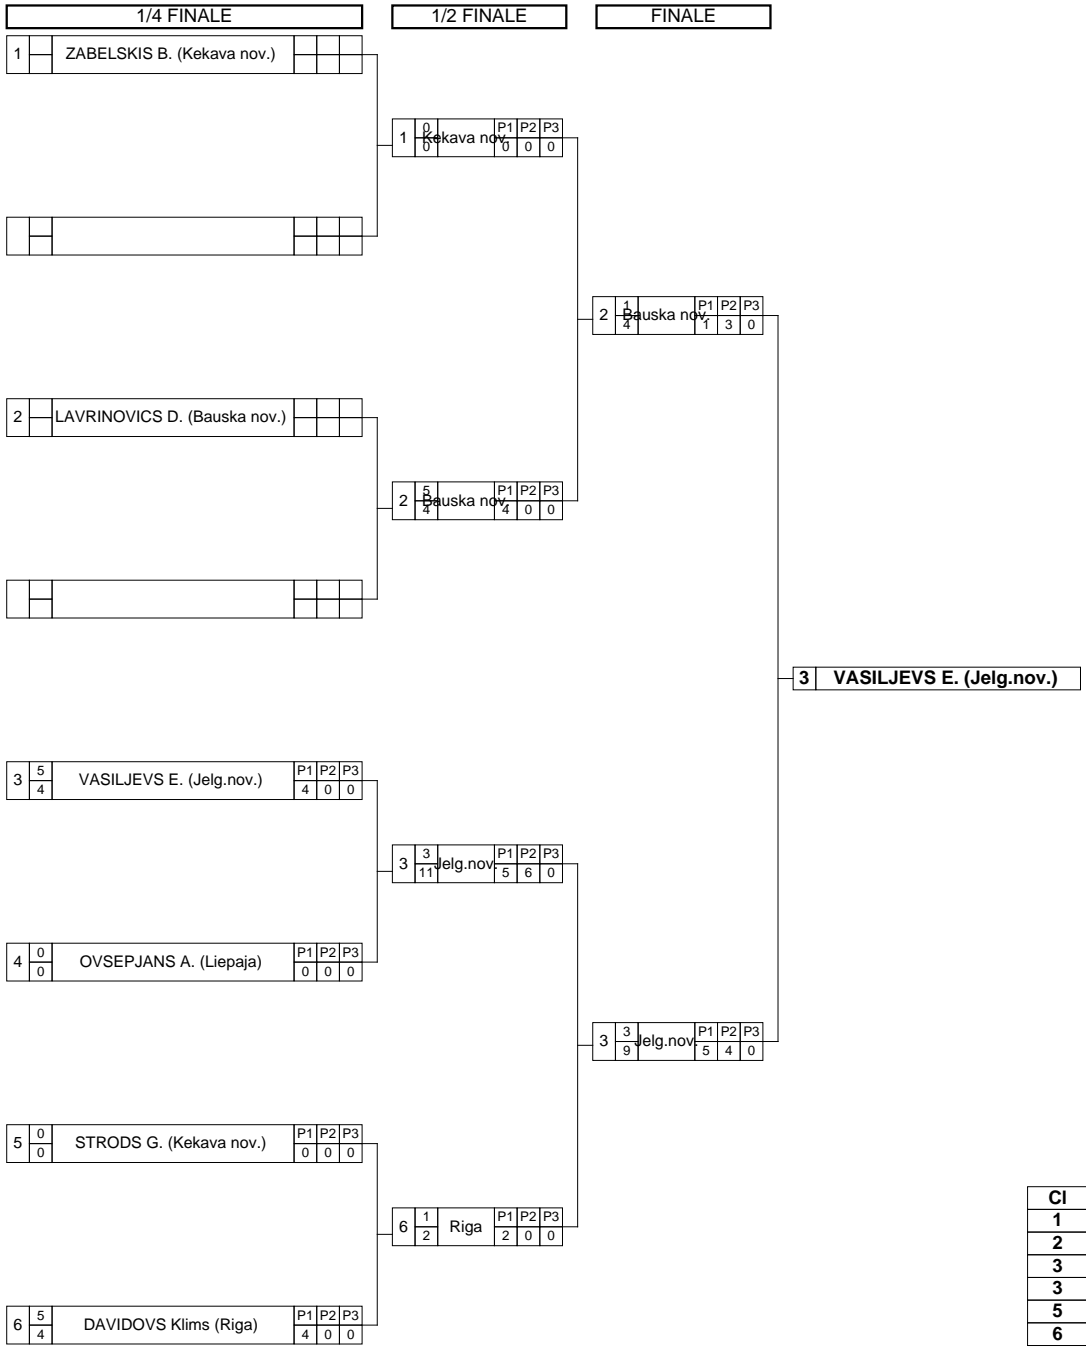 1/4 FINALE 1/2 FINALE FINALE
1 ZABELSKIS B. (Kekava nov.)
1 0 Kekava nov. P1 P2 P3
0 0 0 0
2 1 Bauska nov. P1 P2 P3
4 1 3 0
2 LAVRINOVICS D. (Bauska nov.)
2 5 Bauska nov. P1 P2 P3
4 4 0 0
3 VASILJEVS E. (Jelg.nov.)
3 5 VASILJEVS E. (Jelg.nov.) P1 P2 P3
4 4 0 0
3 3 Jelg.nov. P1 P2 P3
11 5 6 0
4 0 OVSEPJANS A. (Liepaja) P1 P2 P3
0 0 0 0
3 3 Jelg.nov. P1 P2 P3
9 5 4 0
5 0 STRODS G. (Kekava nov.) P1 P2 P3
0 0 0 0
6 1 Riga P1 P2 P3
2 2 0 0
6 5 DAVIDOVS Klims (Riga) P1 P2 P3
4 4 0 0
Cl
1
2
3
3
5
6